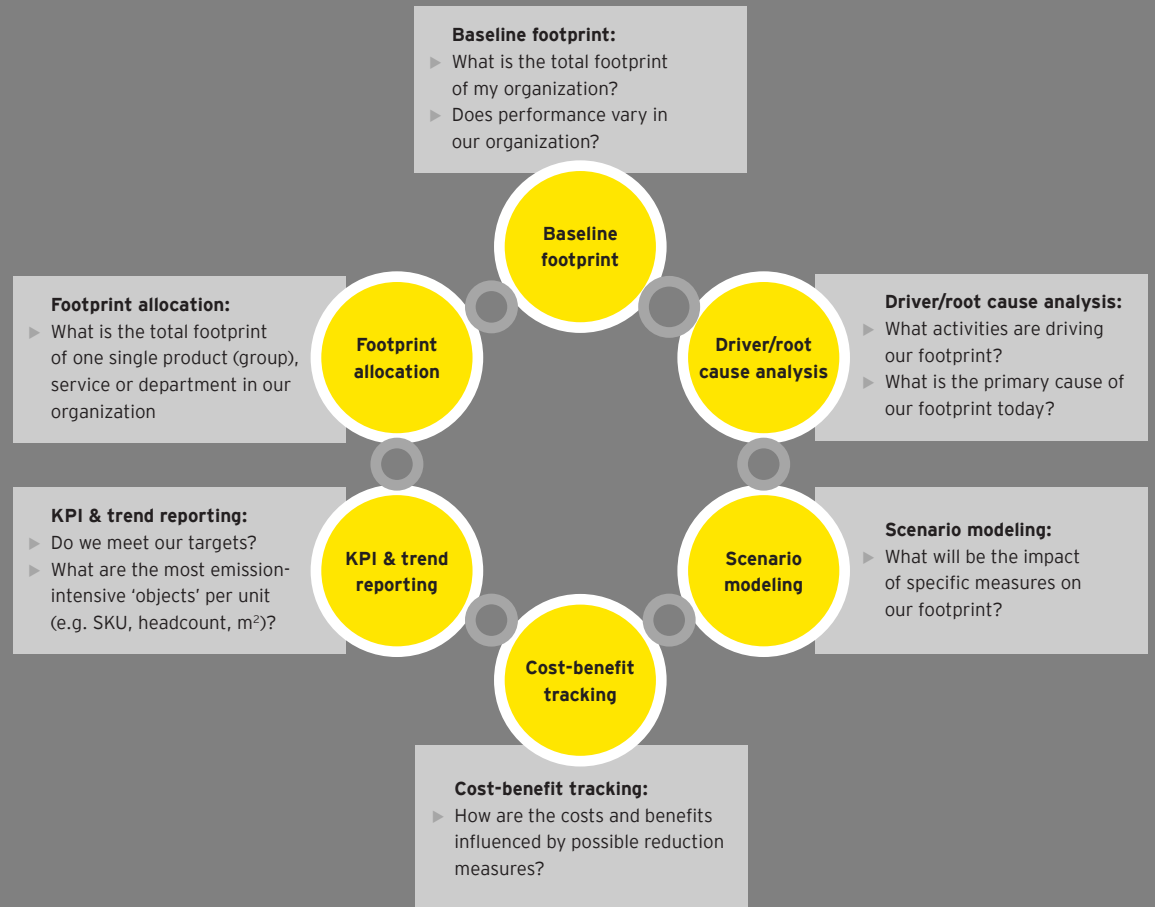 Baseline footprint:
▶ What is the total footprint
of my organization?
▶ Does performance vary in
our organization?
Baseline
footprint
Footprint allocation:
▶ What is the total footprint
of one single product (group),
service or department in our
organization
Footprint
allocation
Driver/root
cause analysis
Driver/root cause analysis:
▶ What activities are driving
our footprint?
▶ What is the primary cause of
our footprint today?
KPI & trend reporting:
▶ Do we meet our targets?
▶ What are the most emission-
intensive ‘objects’ per unit
(e.g. SKU, headcount, m²)?
KPI & trend
reporting
Scenario
modeling
Scenario modeling:
▶ What will be the impact
of specific measures on
our footprint?
Cost-benefit
tracking
Cost-benefit tracking:
▶ How are the costs and benefits
influenced by possible reduction
measures?